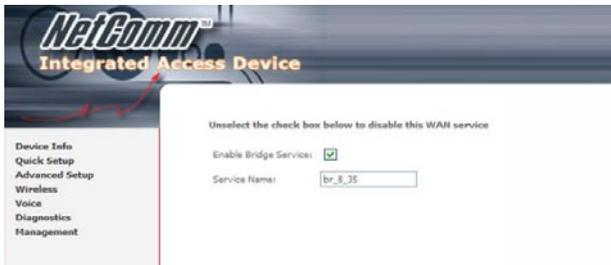 NetComm™
Integrated Access Device
Unselect the check box below to disable this WAN service
Device Info
Quick Setup
Advanced Setup
Wireless
Voice
Diagnostics
Management
Enable Bridge Service:
Service Name: br_8_35